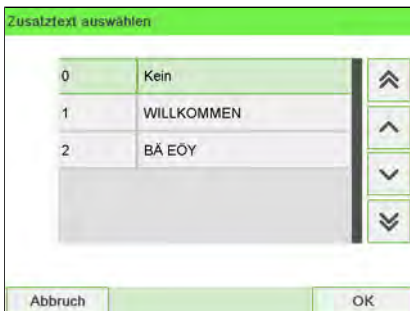 Zusatztext auswählen
0 Kein
1 WILLKOMMEN
2 BÄ EÖY
Abbruch OK